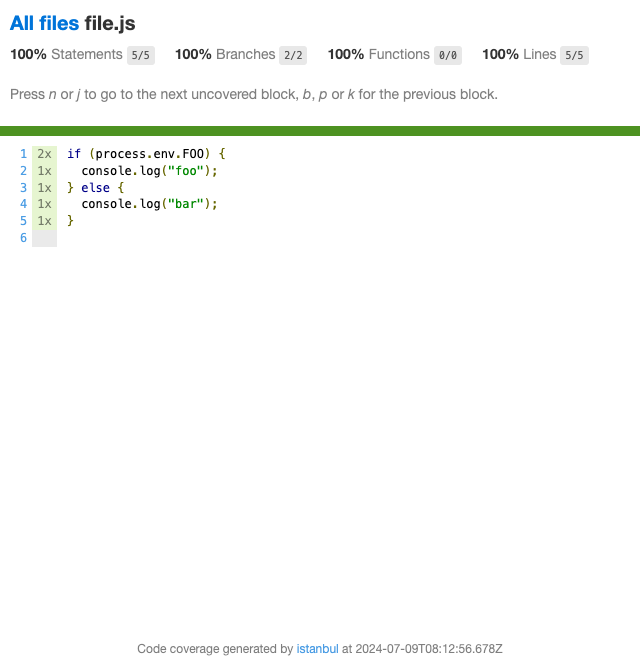 All files file.js
100% Statements 5/5 100% Branches 2/2 100% Functions 0/0 100% Lines 5/5
Press n or j to go to the next uncovered block, b, p or k for the previous block.
1 2x if (process.env.FOO) {
2 1x   console.log("foo");
3 1x } else {
4 1x   console.log("bar");
5 1x }
6
Code coverage generated by istanbul at 2024-07-09T08:12:56.678Z